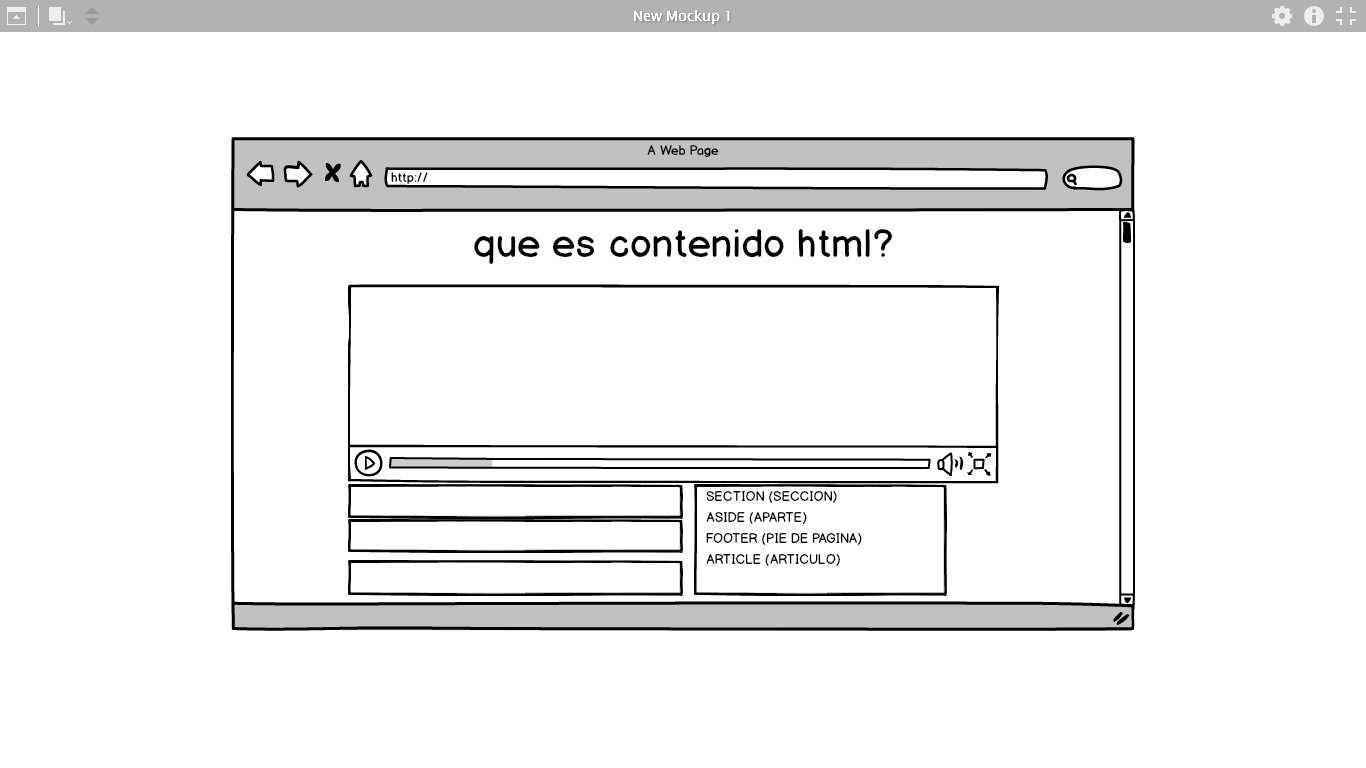 New Mockup 1
A Web Page
http://
que es contenido html?
SECTION (SECCION)
ASIDE (APARTE)
FOOTER (PIE DE PAGINA)
ARTICLE (ARTICULO)